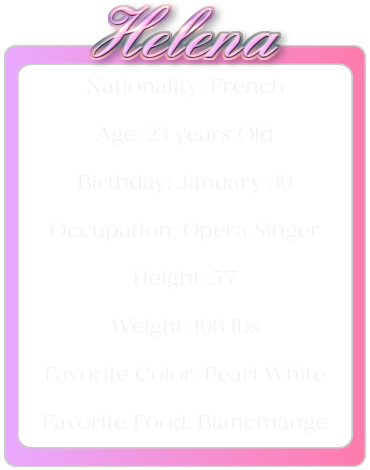 Helena
Nationality: French
Age: 23 years Old
Birthday: January 30
Occupation: Opera Singer
Height: 5'7
Weight: 106 lbs
Favorite Color: Pearl White
Favorite Food: Blancmange